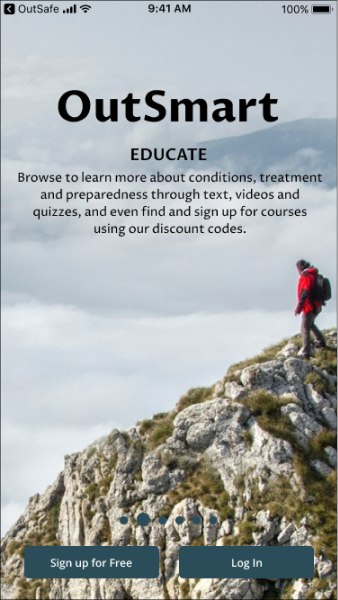 OutSafe 9:41 AM 100%
OutSmart
EDUCATE
Browse to learn more about conditions, treatment
and preparedness through text, videos and
quizzes, and even find and sign up for courses
using our discount codes.
Sign up for Free Log In